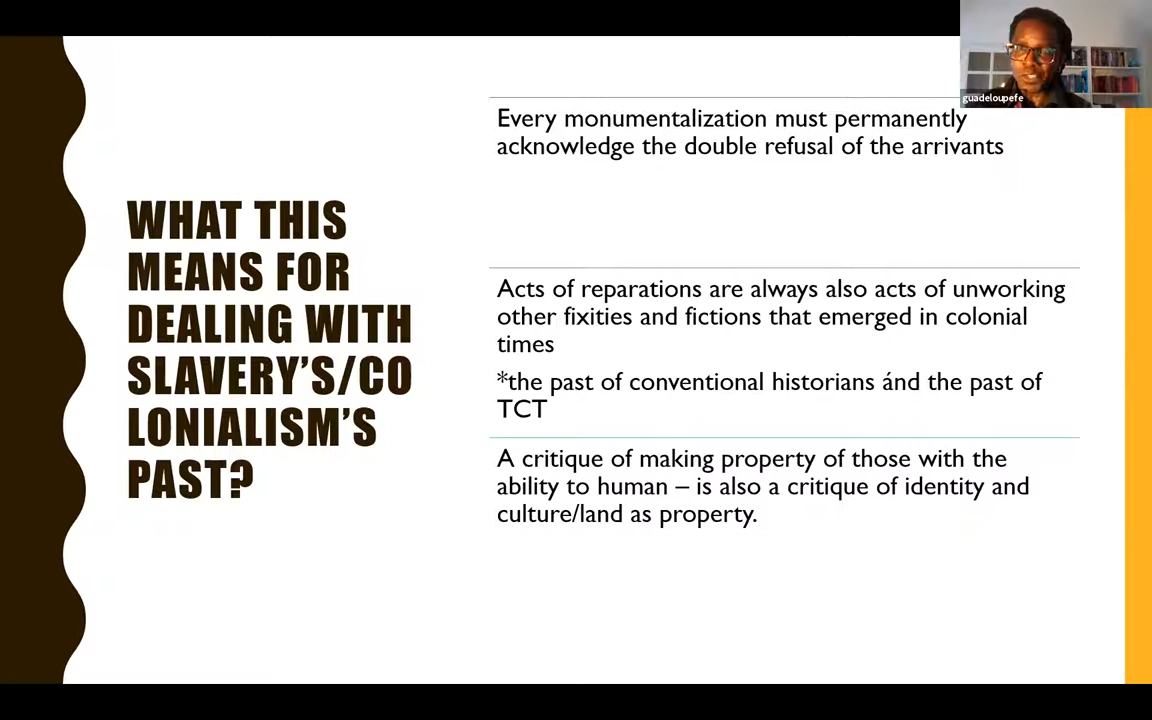 guadeloupefe
Every monumentalization must permanently
acknowledge the double refusal of the arrivants
WHAT THIS
MEANS FOR
DEALING WITH
SLAVERY’S/CO
LONIALISM’S
PAST?
Acts of reparations are always also acts of unworking
other fixities and fictions that emerged in colonial
times
*the past of conventional historians ánd the past of
TCT
A critique of making property of those with the
ability to human – is also a critique of identity and
culture/land as property.